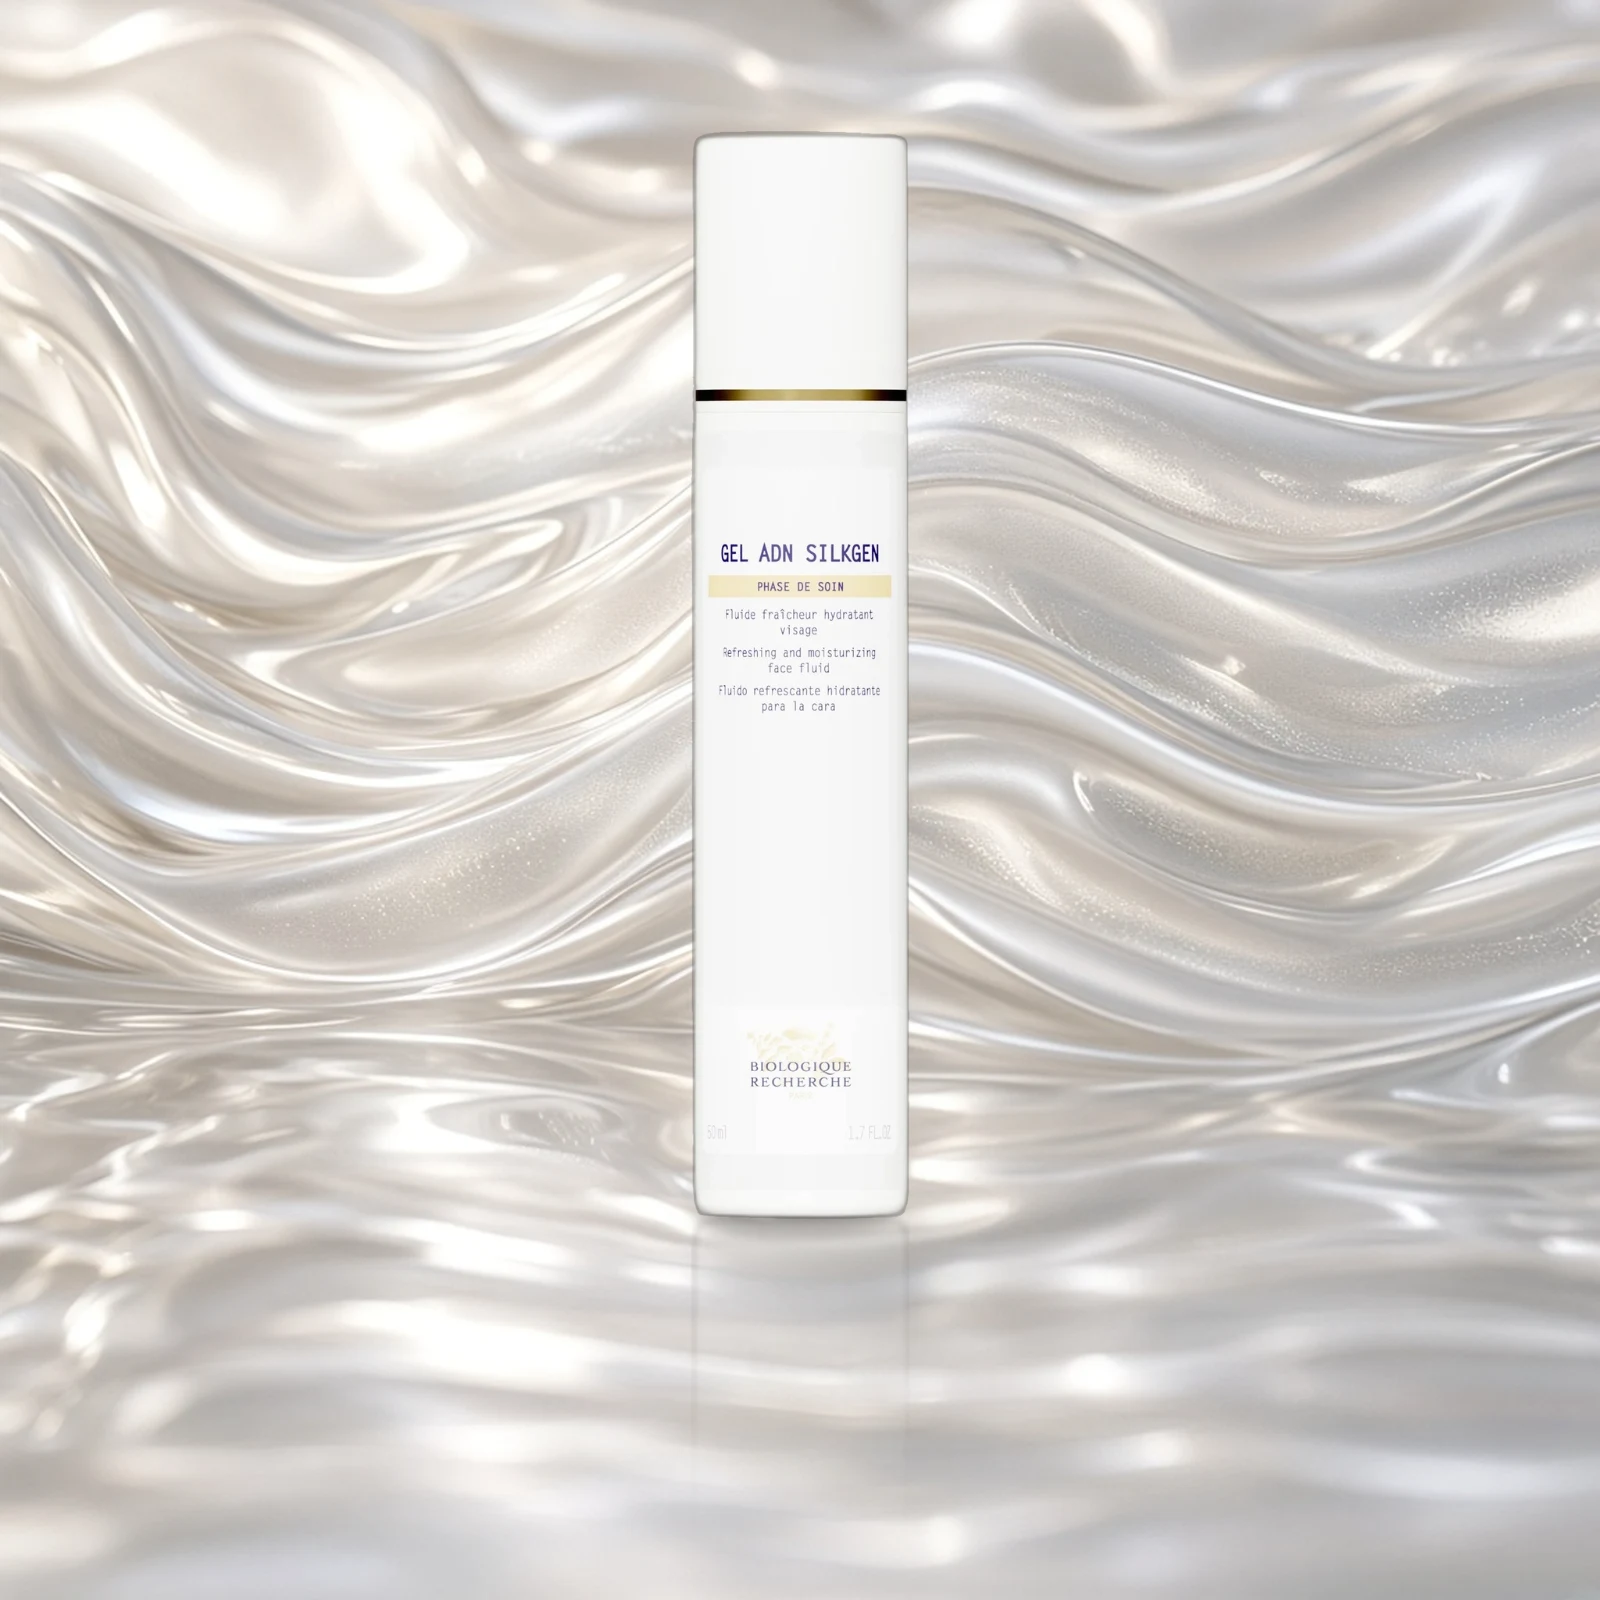 GEL ADN SILKGEN
PHASE DE SOIN
Fluide fraîcheur hydratant
visage
Refreshing and moisturizing
face fluid
Fluido refrescante hidratante
para la cara
BIOLOGIQUE
RECHERCHE
50ml 1.7 FL.OZ